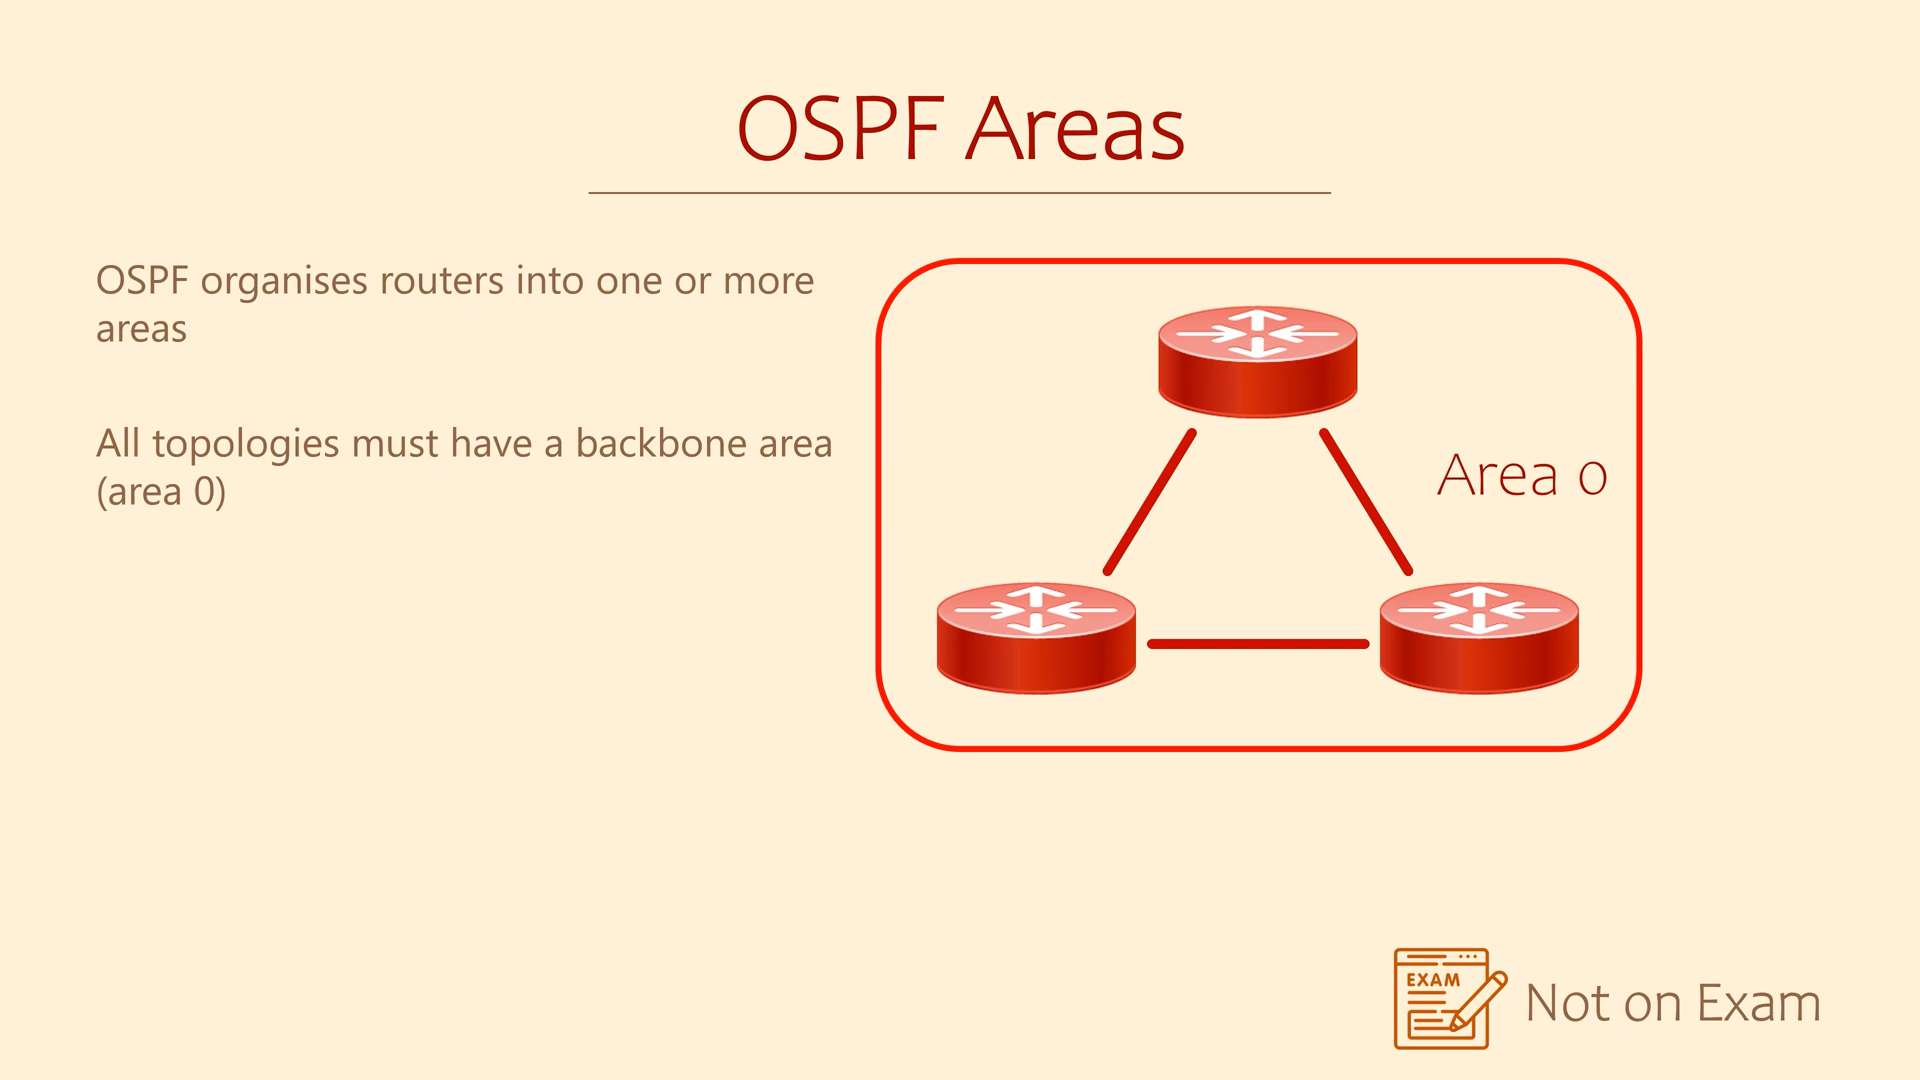 OSPF Areas
OSPF organises routers into one or more
areas
All topologies must have a backbone area
(area 0)
Area 0
EXAM
Not on Exam